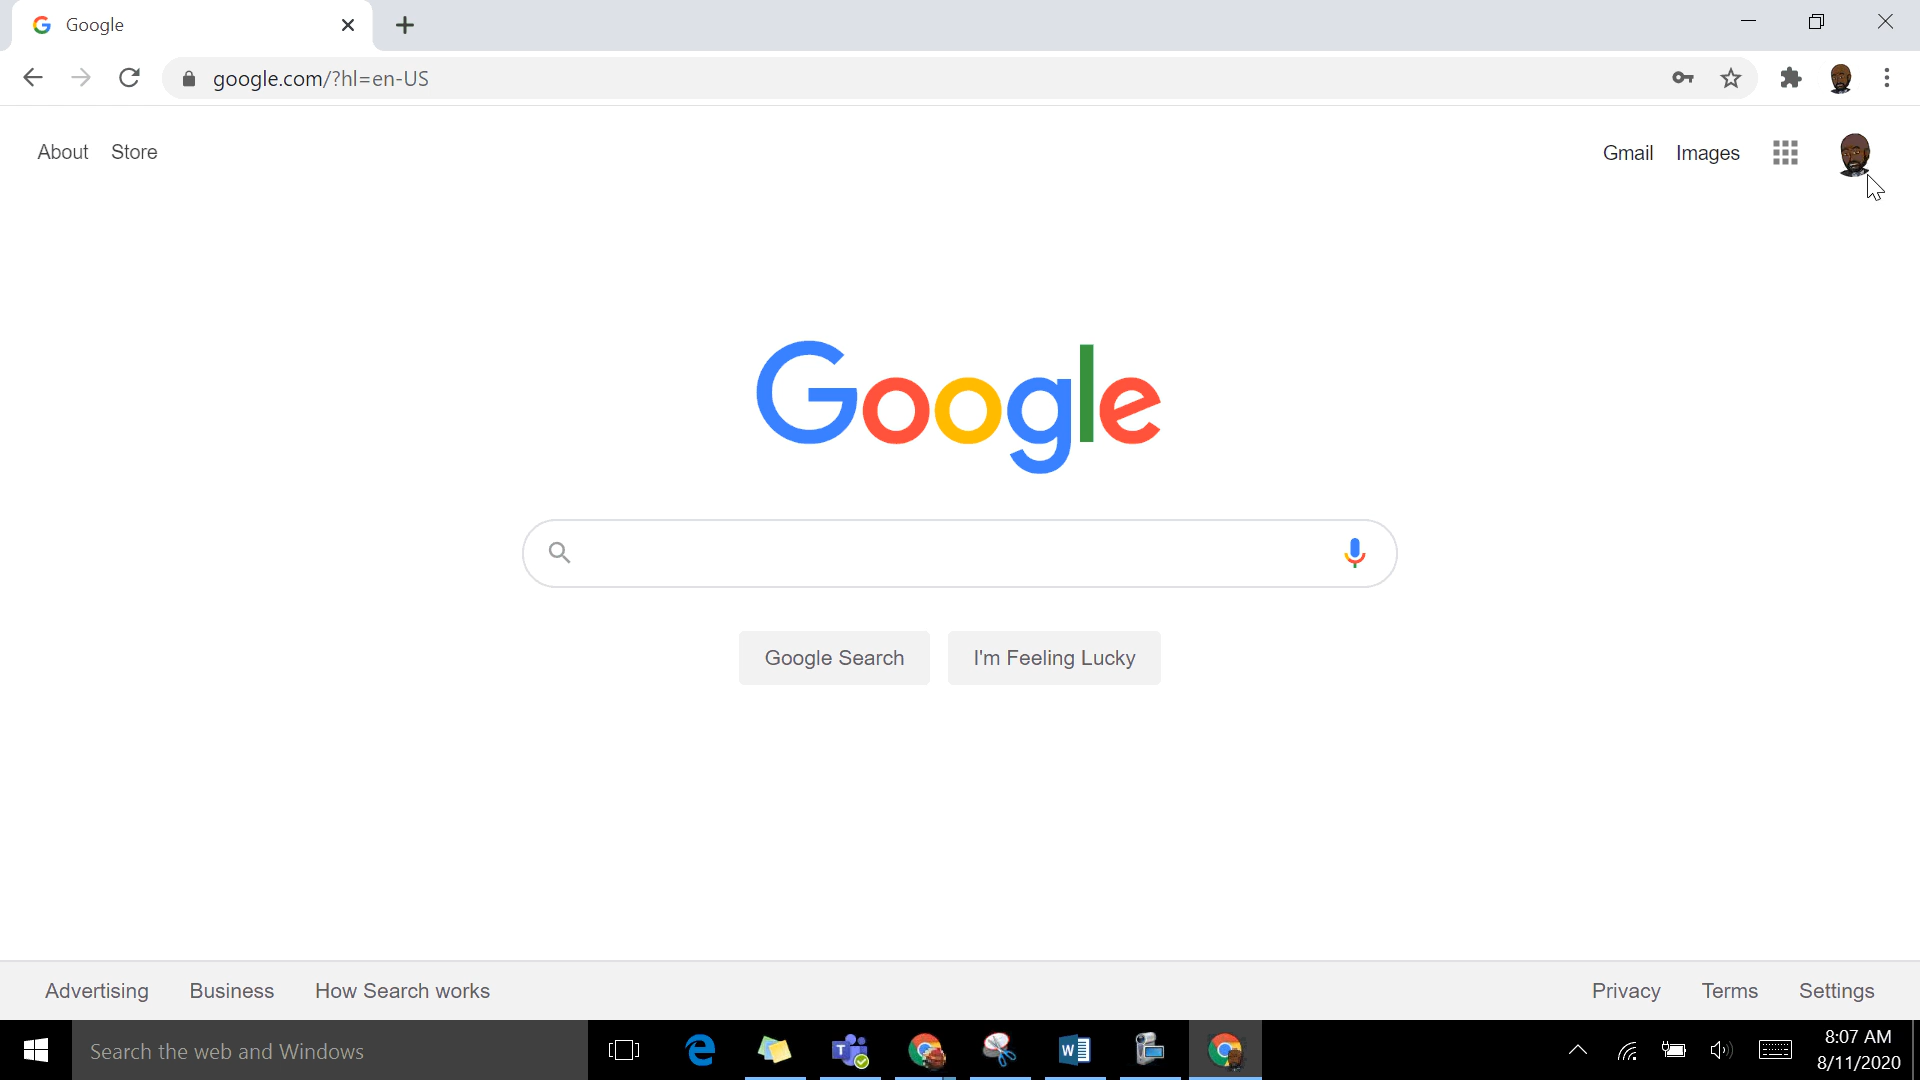 Google
google.com/?hl=en-US
About Store
Gmail Images
Google
Google Search I'm Feeling Lucky
Advertising Business How Search works
Privacy Terms Settings
Search the web and Windows
8:07 AM
8/11/2020